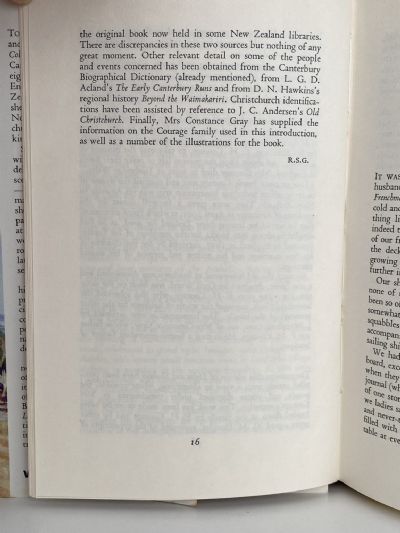 the original book now held in some New Zealand libraries.
There are discrepancies in these two sources but nothing of any
great moment. Other relevant detail on some of the people
and events concerned has been obtained from the Canterbury
Biographical Dictionary (already mentioned), from L. G. D.
Acland's The Early Canterbury Runs and from D. N. Hawkins's
regional history Beyond the Waimakariri. Christchurch identifica-
tions have been assisted by reference to J. C. Andersen's Old
Christchurch. Finally, Mrs Constance Gray has supplied the
information on the Courage family used in this introduction,
as well as a number of the illustrations for the book.
R.S.G.
16
IT WAS
husband
Frenchm
cold and
thing li
indeed t
of our fr
the deck
growing
further i
Our sh
none of
been so o
somewhat
squabbles
accompan
sailing shi
We had
board, exc
when they
journal (wh
of one stor
we ladies s
and never-
filled with
table at eve